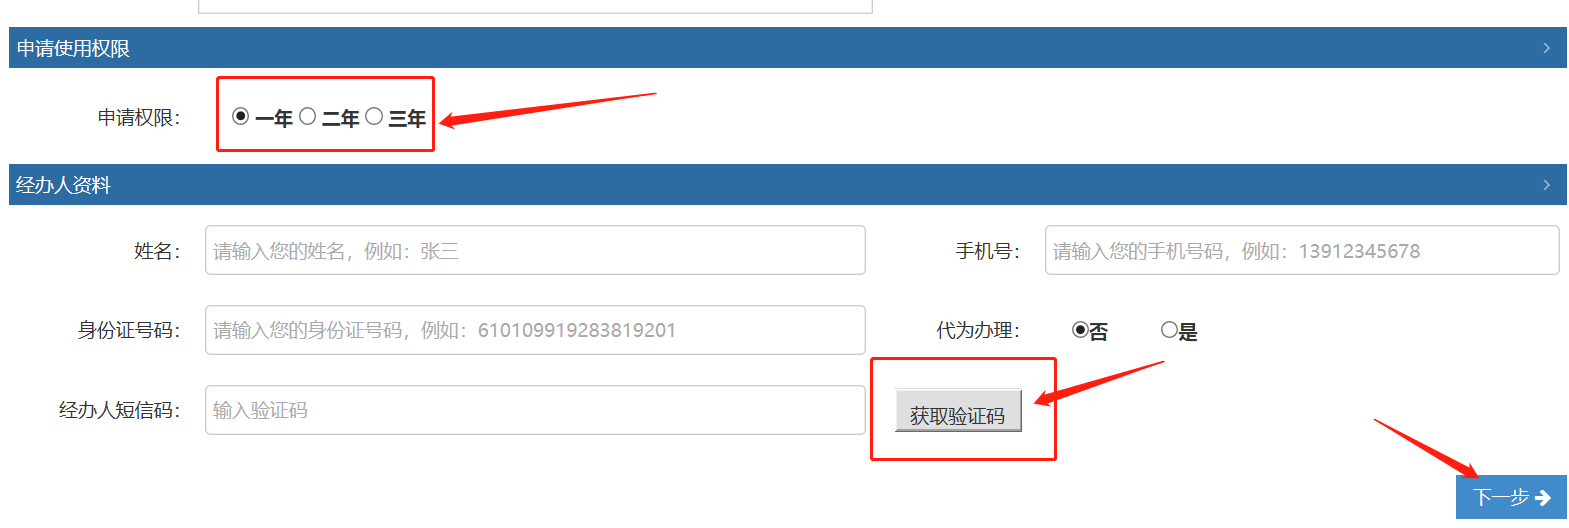 申请使用权限
申请权限： 一年 二年 三年
经办人资料
姓名： 请输入您的姓名，例如：张三 手机号： 请输入您的手机号码，例如：13912345678
身份证号码： 请输入您的身份证号码，例如：610109919283819201 代为办理： 否 是
经办人短信码： 输入验证码 获取验证码
下一步